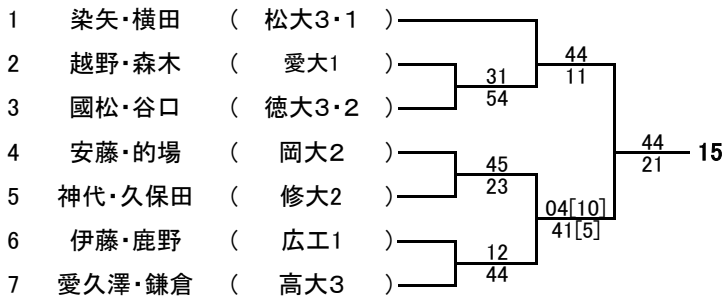 1 染矢・横田 ( 松大3・1 )
44
2 越野・森木 ( 愛大1 )
31
11
54
3 國松・谷口 ( 徳大3・2 )
44
15
4 安藤・的場 ( 岡大2 )
21
45
23
5 神代・久保田 ( 修大2 )
04[10]
41[5]
6 伊藤・鹿野 ( 広工1 )
12
44
7 愛久澤・鎌倉 ( 高大3 )